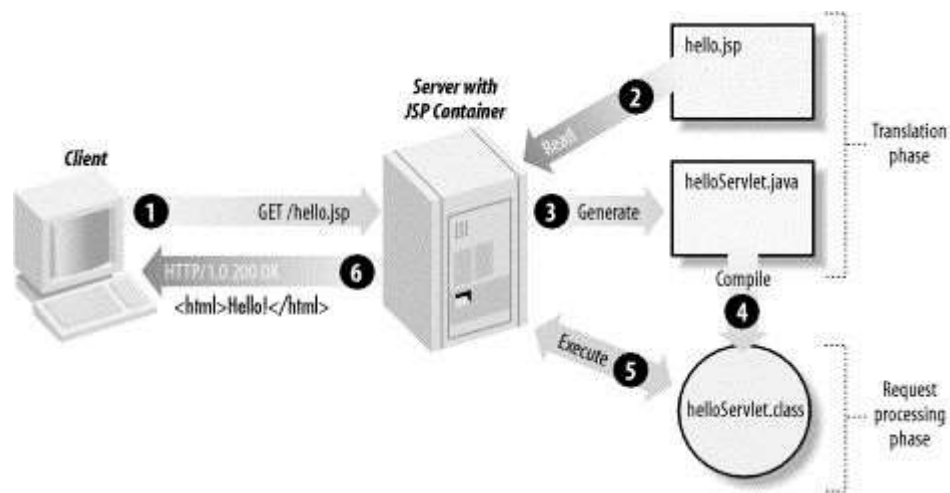 hello.jsp
Server with
JSP Container
2
Read
Translation
phase
Client
helloServlet.java
1
GET /hello.jsp
3
Generate
HTTP/1.0 200 OK
6
<html>Hello!</html>
Compile
4
Execute
5
helloServlet.class
Request
processing
phase